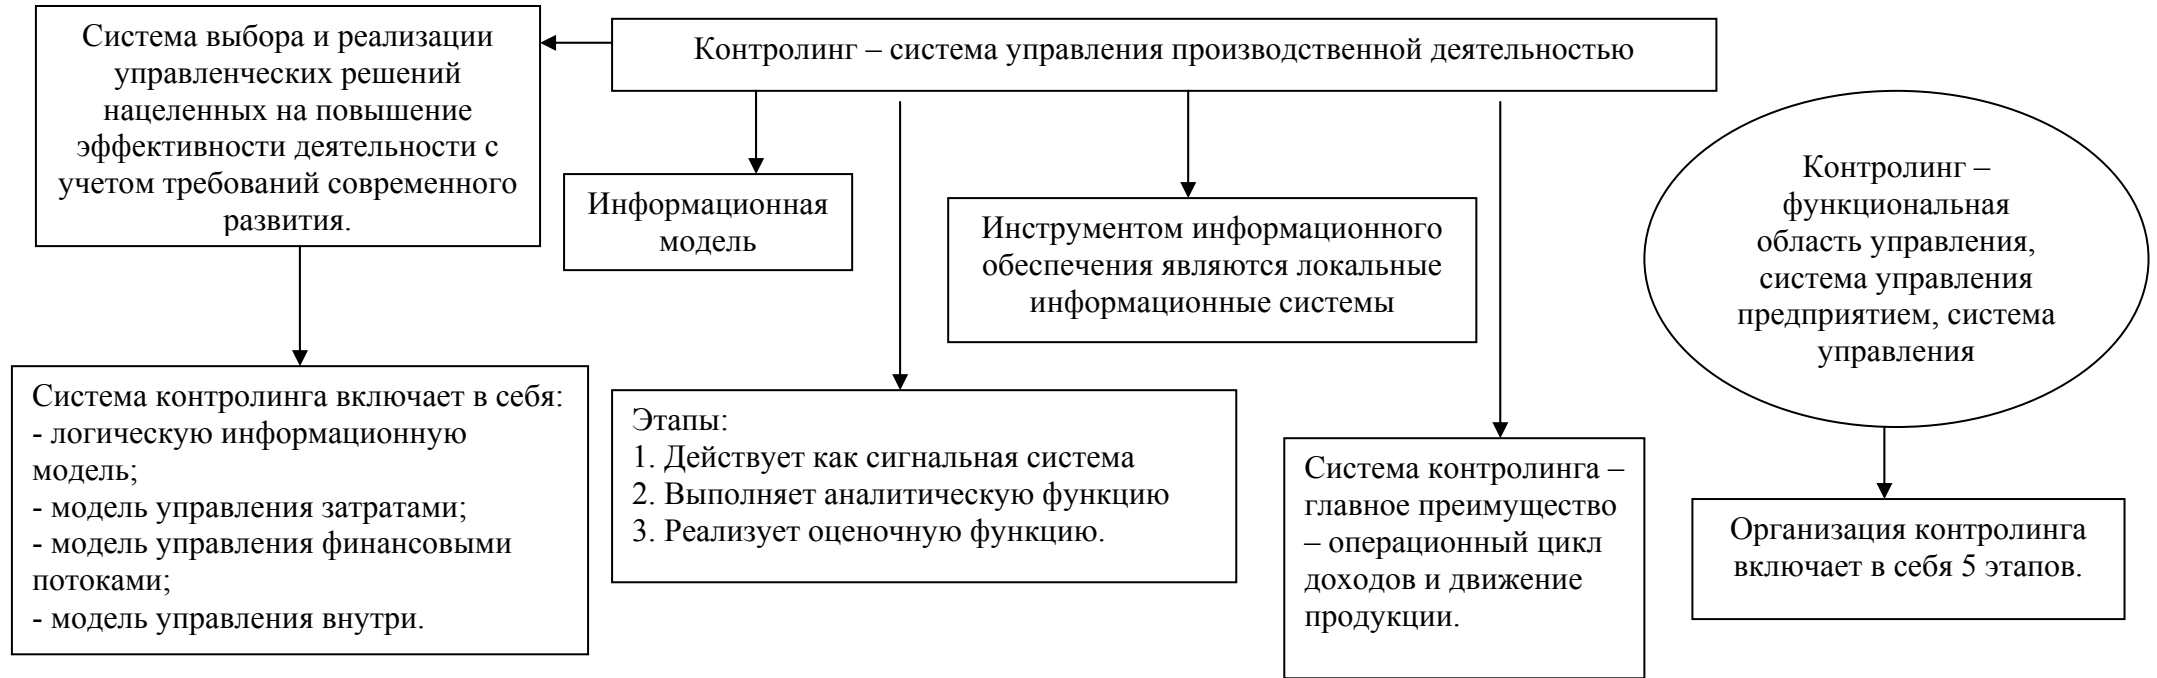 Система выбора и реализации
управленческих решений
нацеленных на повышение
эффективности деятельности с
учетом требований современного
развития.
Контролинг – система управления производственной деятельностью
Информационная
модель
Инструментом информационного
обеспечения являются локальные
информационные системы
Контролинг –
функциональная
область управления,
система управления
предприятием, система
управления
Система контролинга включает в себя:
- логическую информационную
модель;
- модель управления затратами;
- модель управления финансовыми
потоками;
- модель управления внутри.
Этапы:
1. Действует как сигнальная система
2. Выполняет аналитическую функцию
3. Реализует оценочную функцию.
Система контролинга –
главное преимущество
– операционный цикл
доходов и движение
продукции.
Организация контролинга
включает в себя 5 этапов.